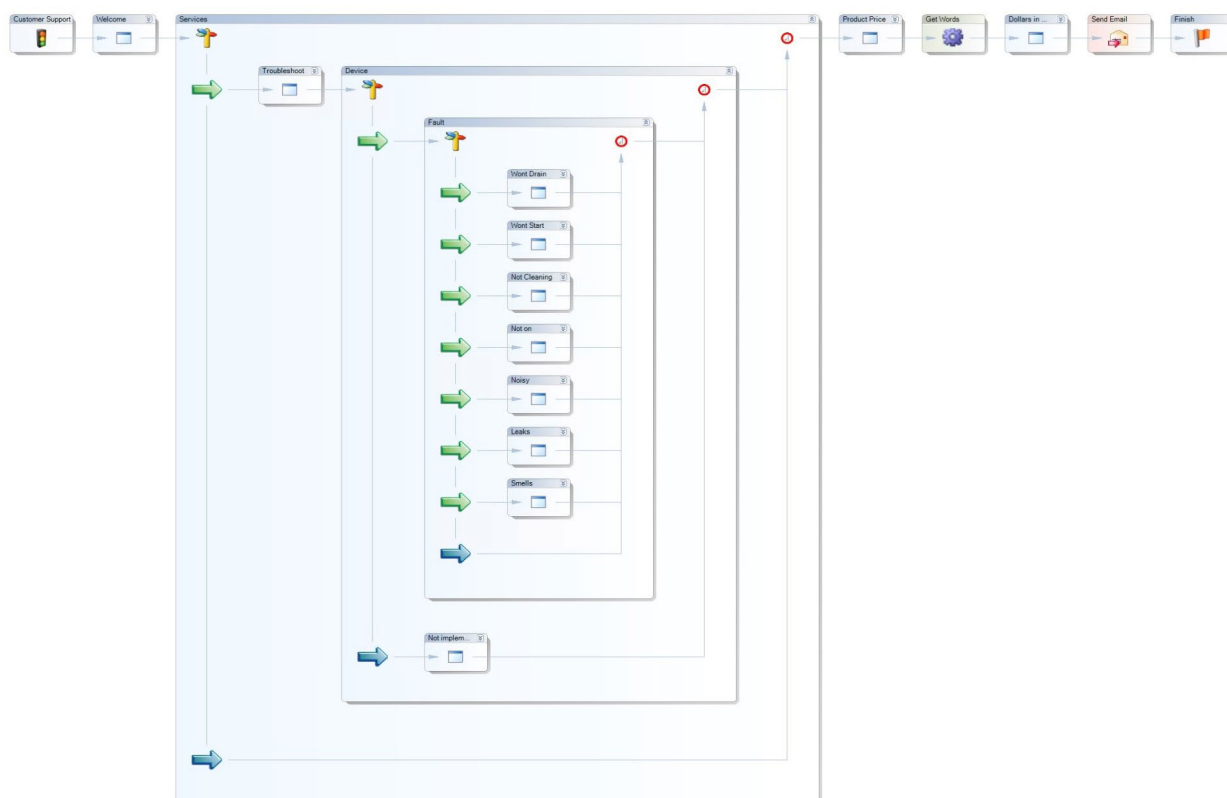 Customer Support
Welcome
Services
Product Price
Get Words
Dollars in ...
Send Email
Finish
Troubleshoot
Device
Fault
Wont Drain
Wont Start
Not Cleaning
Not on
Noisy
Leaks
Smells
Not implem...